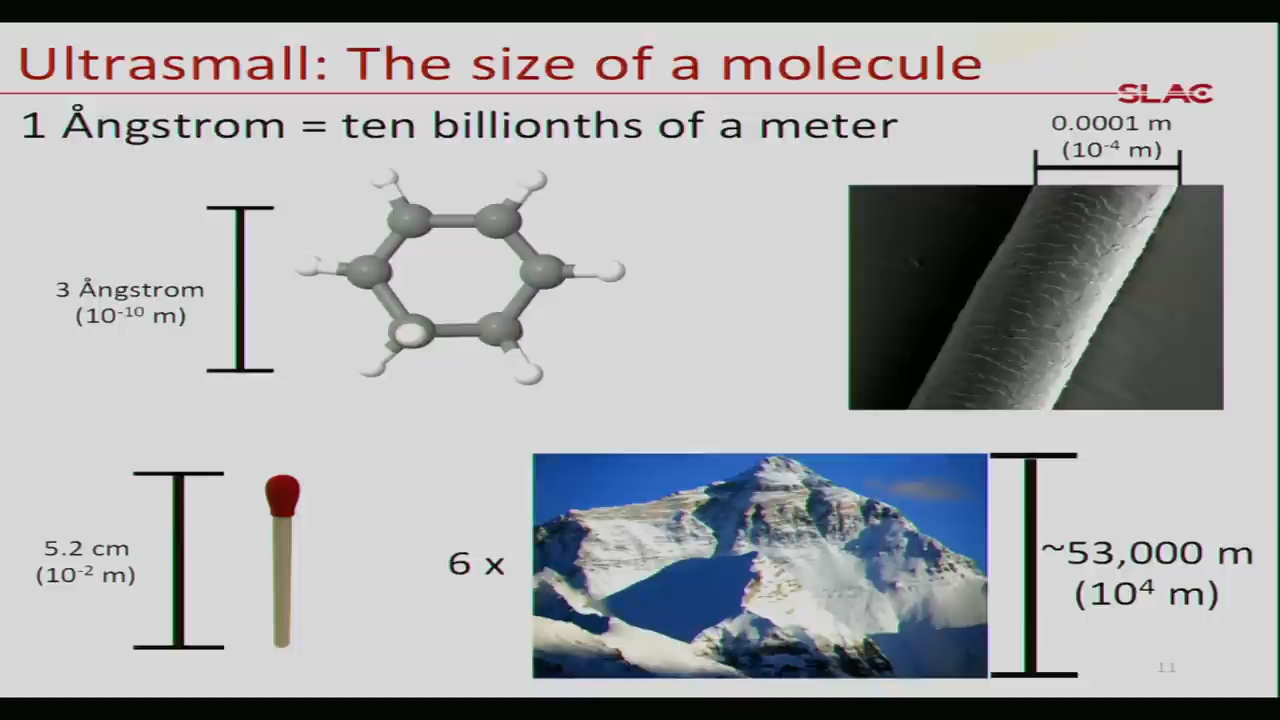 Ultrasmall: The size of a molecule
SLAC
1 Ångstrom = ten billionths of a meter
0.0001 m
(10⁻⁴ m)
3 Ångstrom
(10⁻¹⁰ m)
5.2 cm
(10⁻² m)
6 x
~53,000 m
(10⁴ m)
11